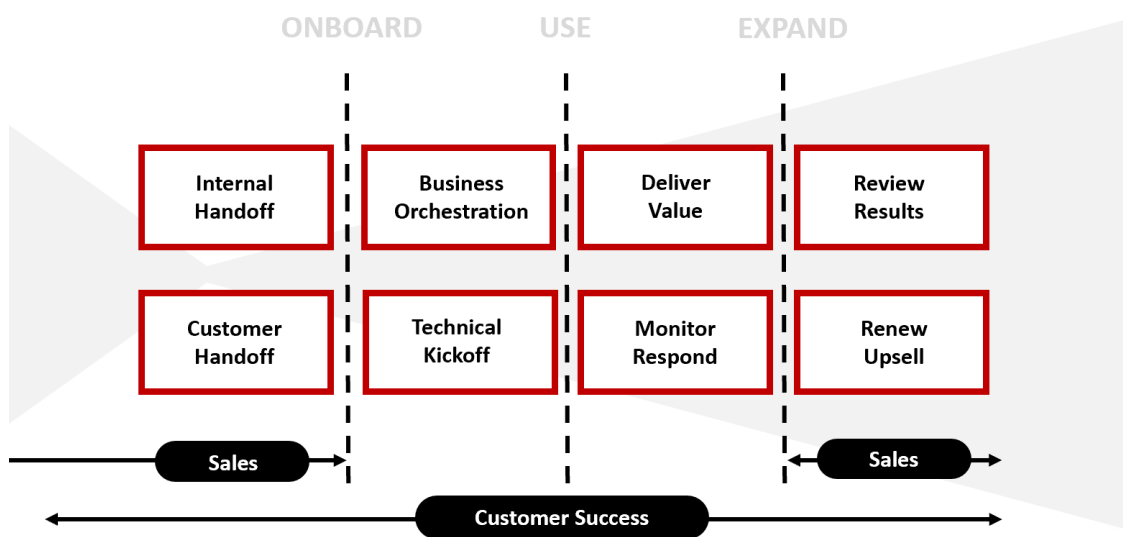 ONBOARD USE EXPAND
Internal
Handoff
Business
Orchestration
Deliver
Value
Review
Results
Customer
Handoff
Technical
Kickoff
Monitor
Respond
Renew
Upsell
Sales
Sales
Customer Success